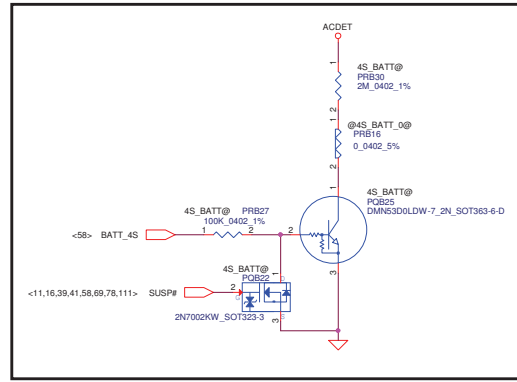 ACDET
1
4S_BATT@
PRB30
2M_0402_1%
2
1
@4S_BATT_0@
PRB16
0_0402_5%
2
1
4S_BATT@
PQB25
DMN53D0LDW-7_2N_SOT363-6-D
4S_BATT@ PRB27
100K_0402_1%
<58> BATT_4S 1 2 2
3
4S_BATT@
PQB22
1 D
<11,16,39,41,58,69,78,111> SUSP# 2 G
3 S
2N7002KW_SOT323-3